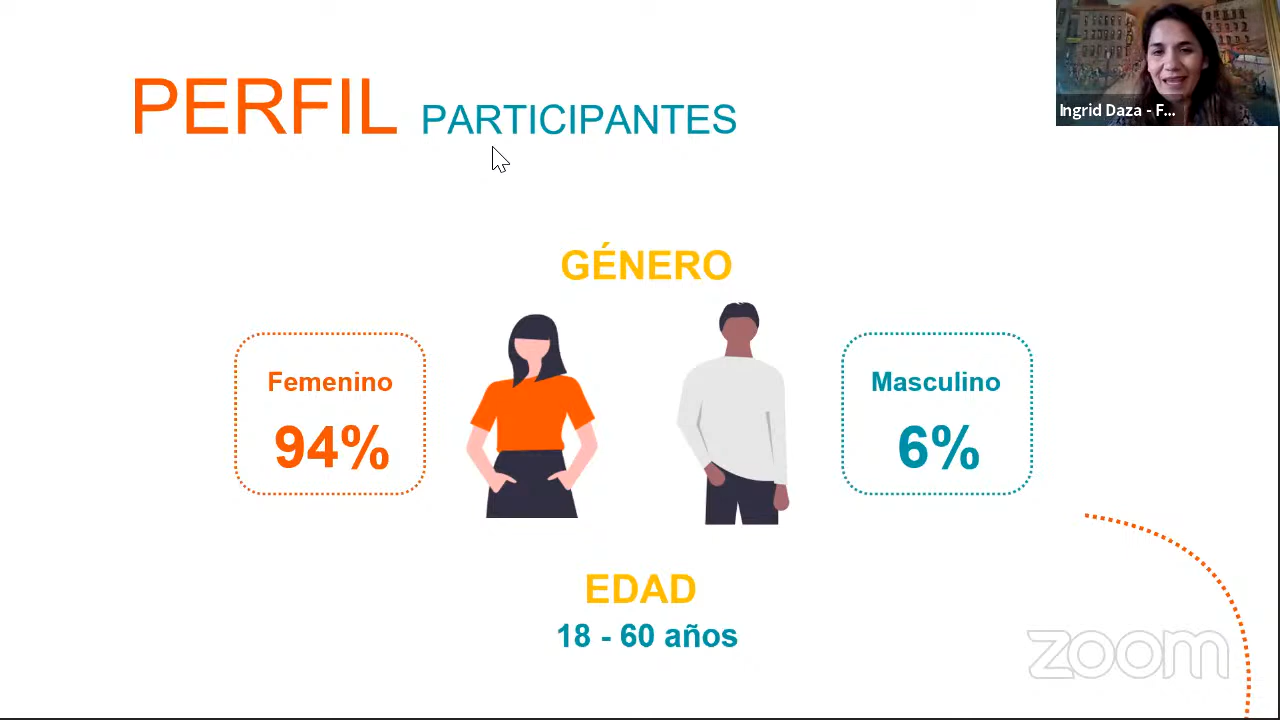 PERFIL PARTICIPANTES
Ingrid Daza - F...
GÉNERO
Femenino
94%
Masculino
6%
EDAD
18 - 60 años
zoom